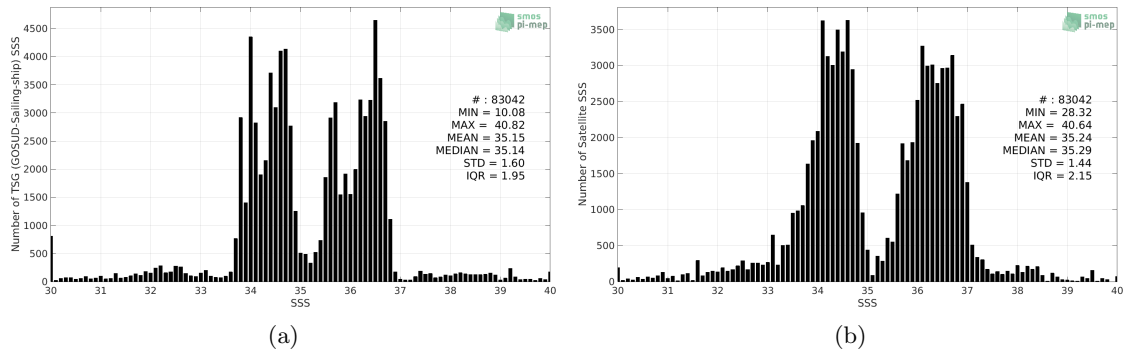 Number of TSG (GOSUD-Sailing-ship) SSS
4500
4000
3500
3000
2500
2000
1500
1000
500
0
30 31 32 33 34 35 36 37 38 39 40
SSS
smos
pi-mep
# : 83042
MIN = 10.08
MAX = 40.82
MEAN = 35.15
MEDIAN = 35.14
STD = 1.60
IQR = 1.95
(a)
Number of Satellite SSS
3500
3000
2500
2000
1500
1000
500
0
30 31 32 33 34 35 36 37 38 39 40
SSS
smos
pi-mep
# : 83042
MIN = 28.32
MAX = 40.64
MEAN = 35.24
MEDIAN = 35.29
STD = 1.44
IQR = 2.15
(b)